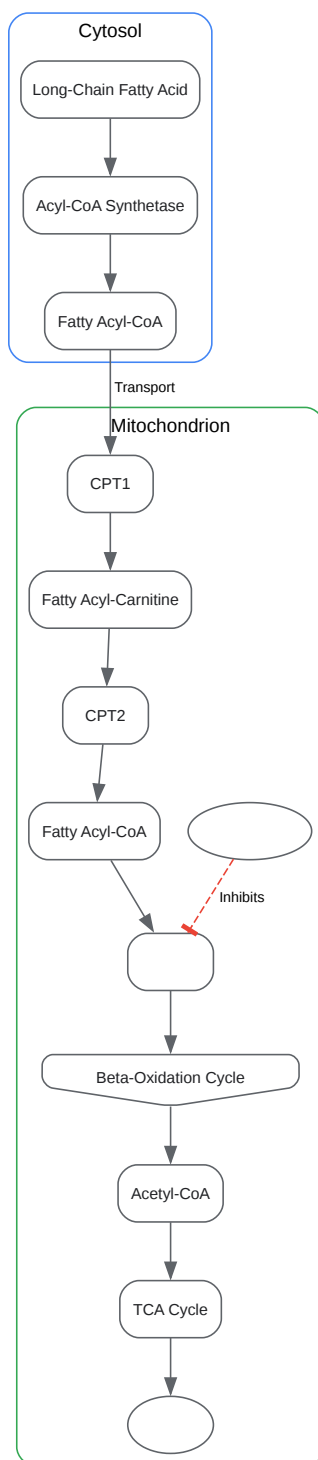 Cytosol
Long-Chain Fatty Acid
Acyl-CoA Synthetase
Fatty Acyl-CoA
Transport
Mitochondrion
CPT1
Fatty Acyl-Carnitine
CPT2
Fatty Acyl-CoA
Inhibits
Beta-Oxidation Cycle
Acetyl-CoA
TCA Cycle